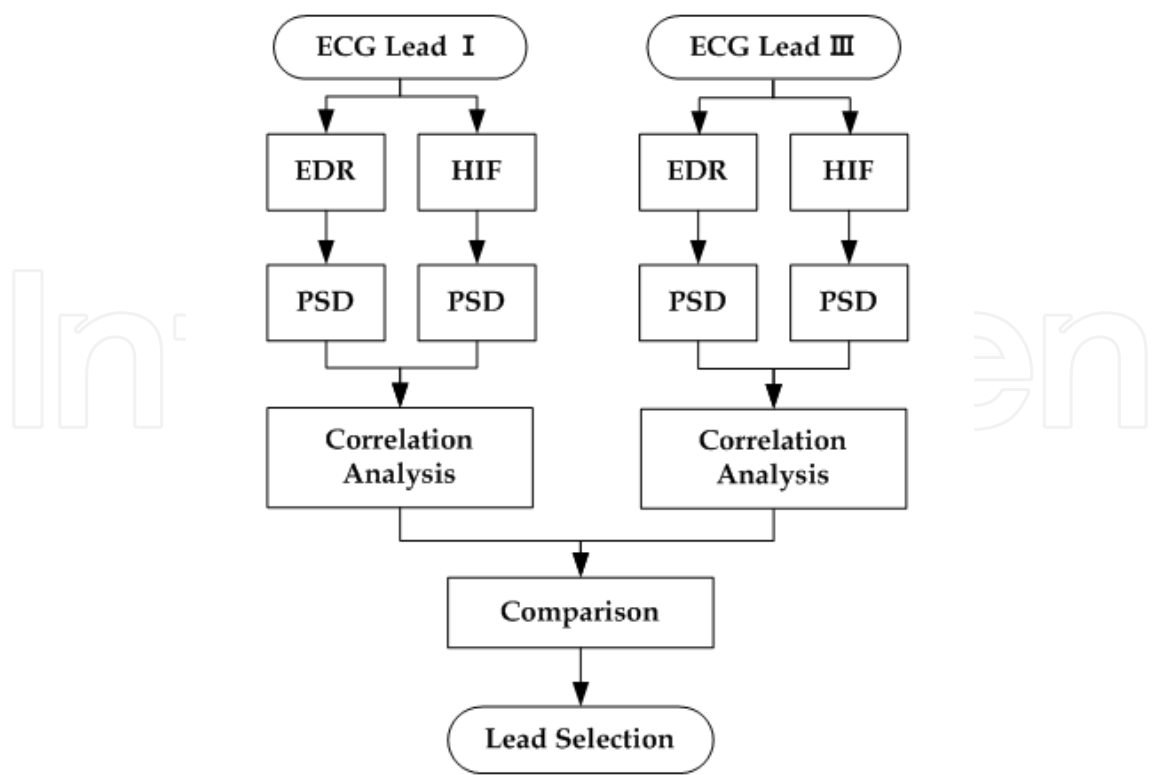 ECG Lead Ⅰ
ECG Lead Ⅲ
EDR
HIF
EDR
HIF
PSD
PSD
PSD
PSD
Correlation
Analysis
Correlation
Analysis
Comparison
Lead Selection